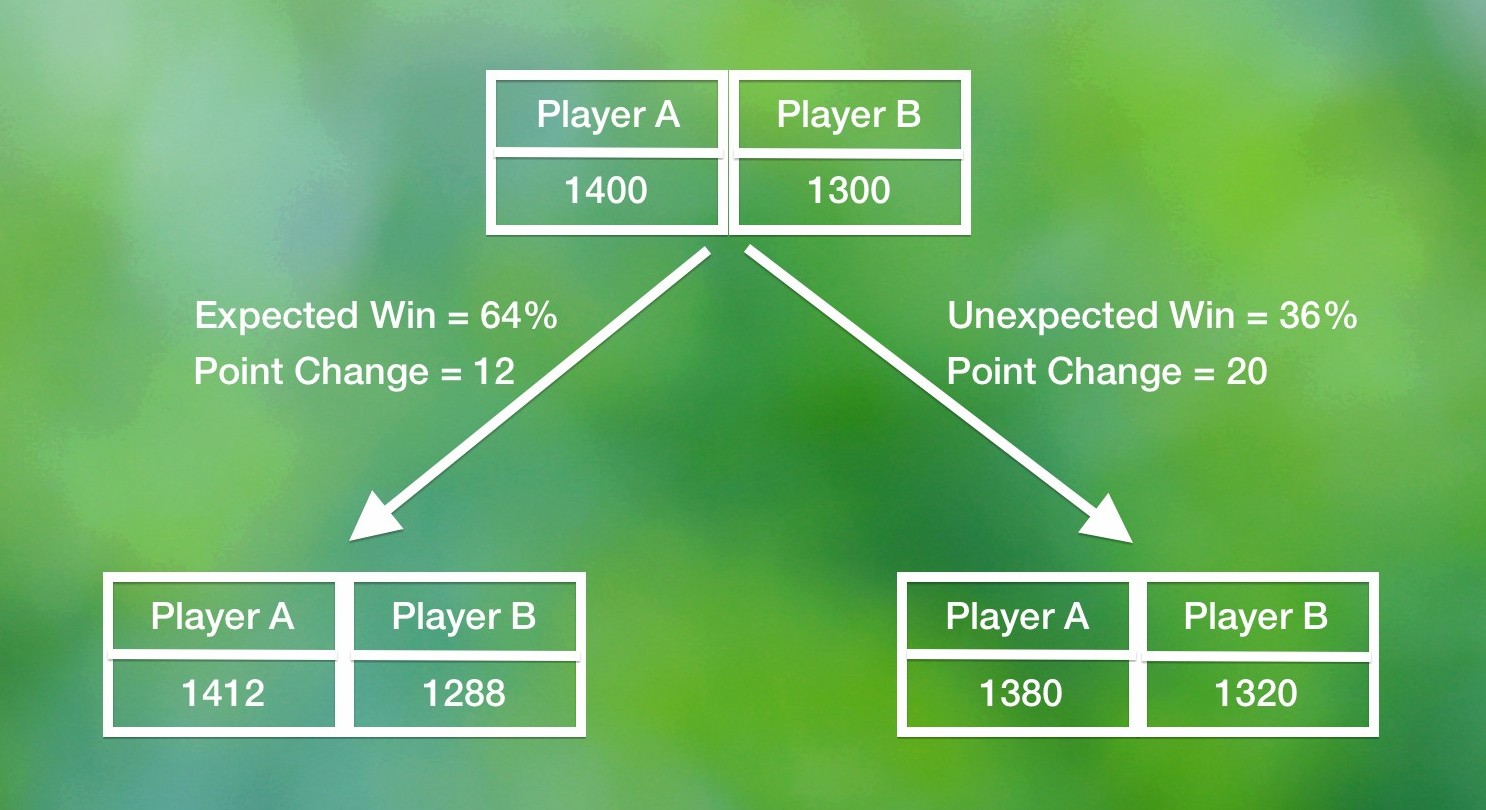 Player A Player B
1400 1300
Expected Win = 64%
Point Change = 12
Unexpected Win = 36%
Point Change = 20
Player A Player B
1412 1288
Player A Player B
1380 1320